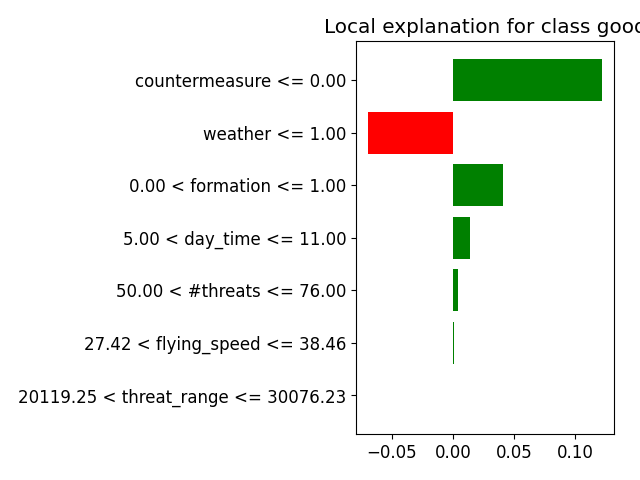 Local explanation for class good
countermeasure <= 0.00
weather <= 1.00
0.00 < formation <= 1.00
5.00 < day_time <= 11.00
50.00 < #threats <= 76.00
27.42 < flying_speed <= 38.46
20119.25 < threat_range <= 30076.23
−0.05 0.00 0.05 0.10